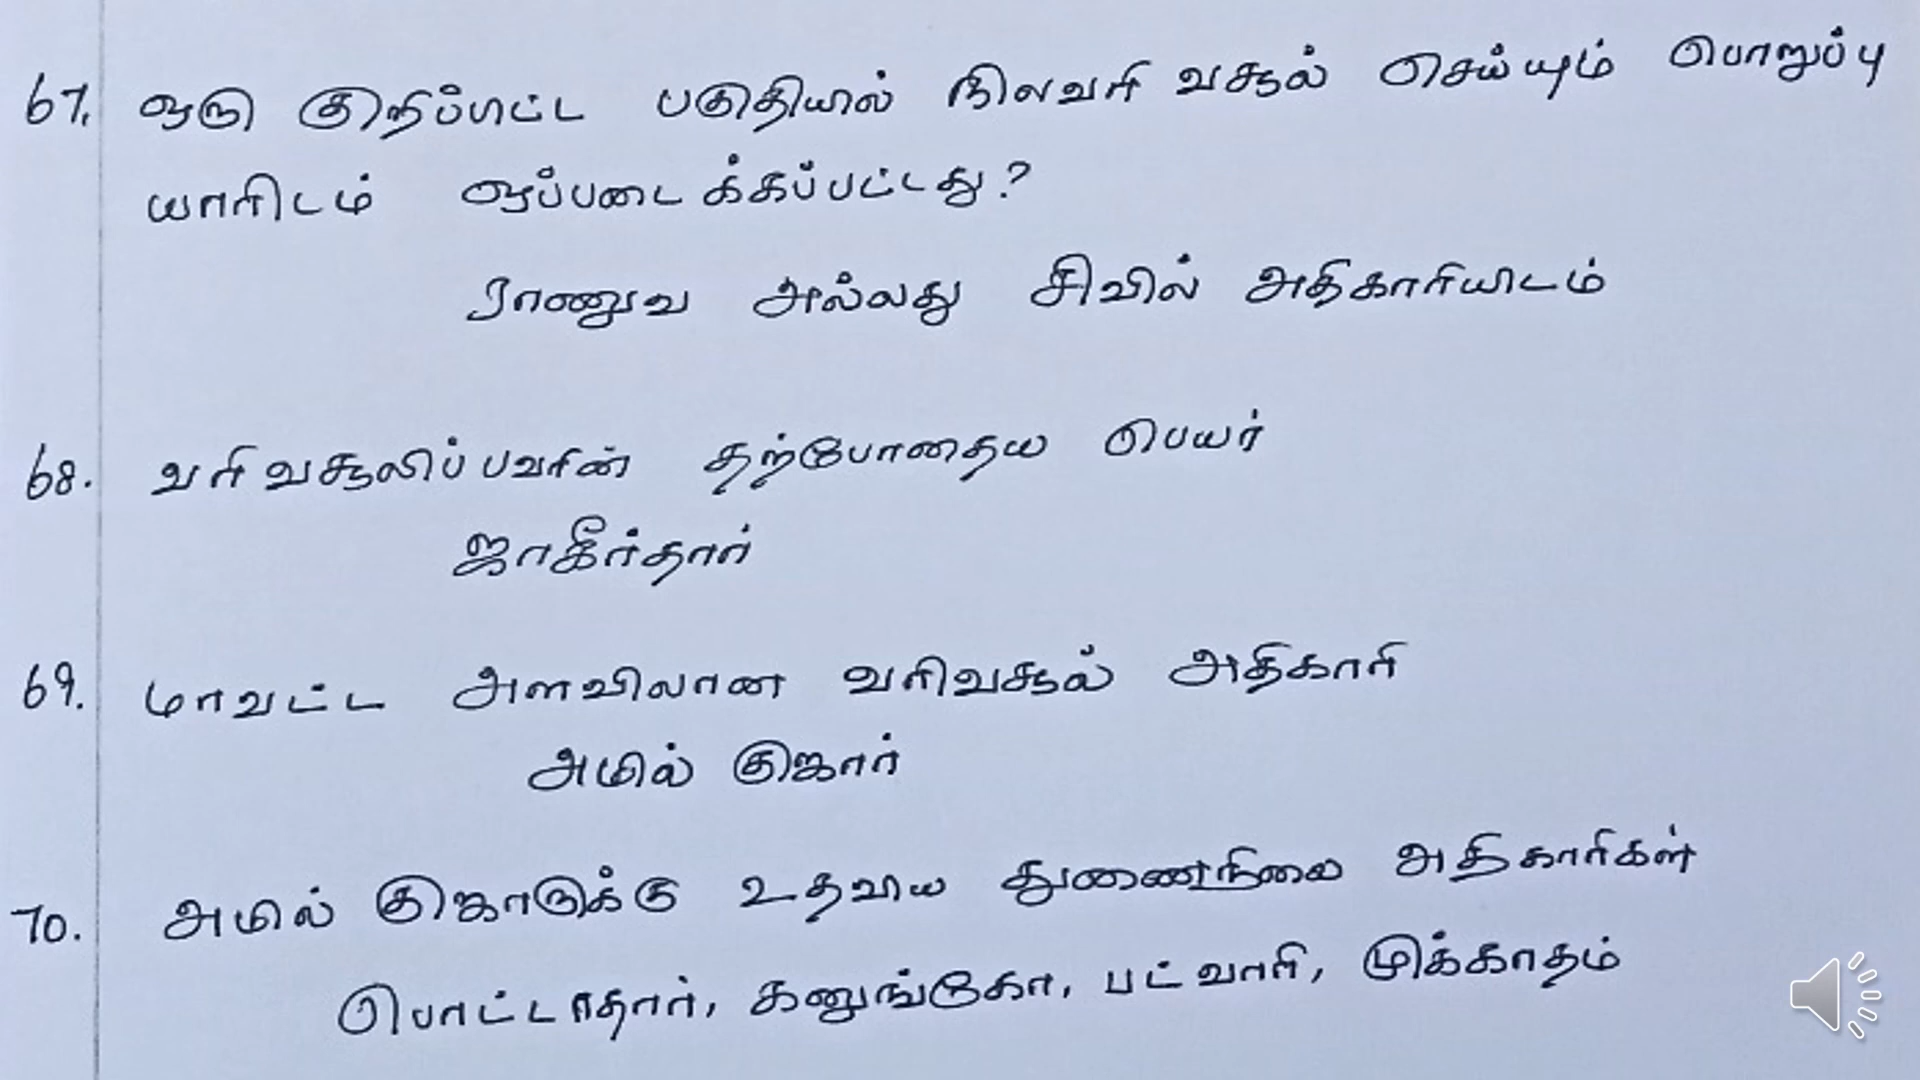 67. ஒரு குறிப்பிட்ட பகுதியில் நிலவரி வசூல் செய்யும் பொறுப்பு
யாரிடம் ஒப்படைக்கப்பட்டது?
ராணுவ அல்லது சிவில் அதிகாரியிடம்
68. வரி வசூலிப்பவரின் தற்போதைய பெயர்
ஜாகீர்தார்
69. மாவட்ட அளவிலான வரிவசூல் அதிகாரி
அமில் குஜார்
70. அமில் குஜாருக்கு உதவிய துணைநிலை அதிகாரிகள்
பொட்டாதார், கனுங்கோ, பட்வாரி, முக்காதம்